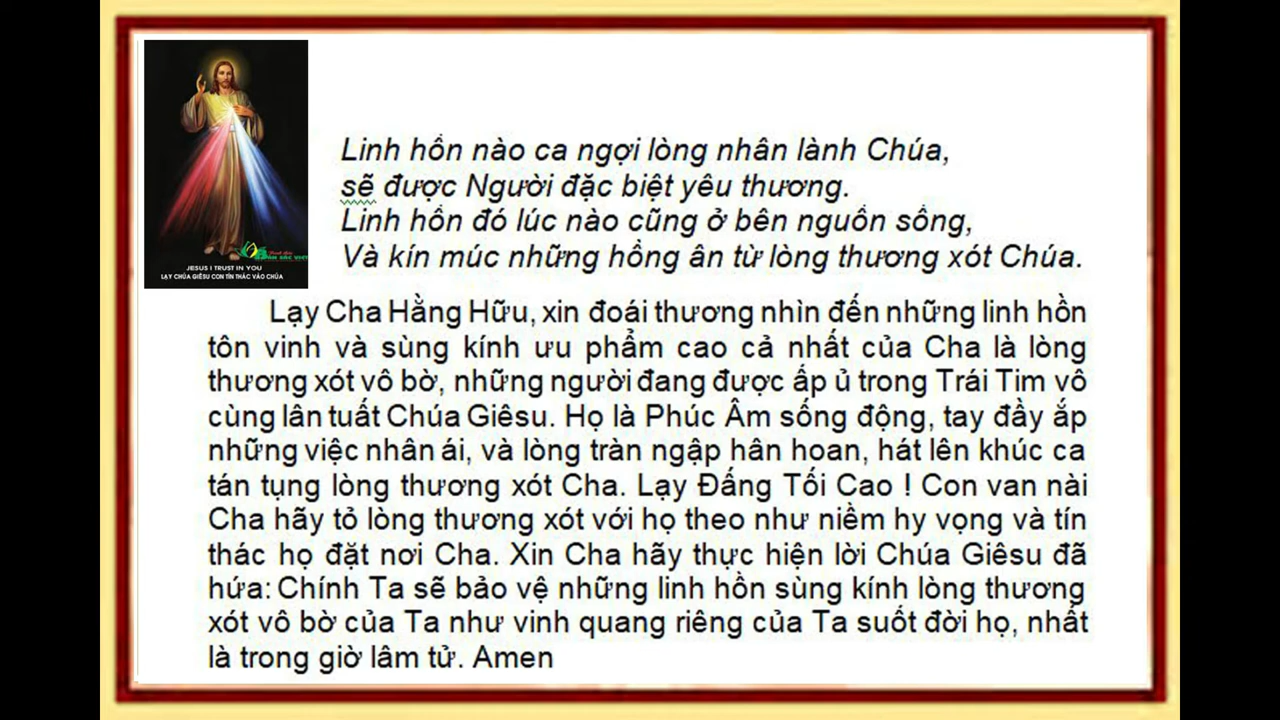 Linh hồn nào ca ngợi lòng nhân lành Chúa,
sẽ được Người đặc biệt yêu thương.
Linh hồn đó lúc nào cũng ở bên nguồn sống,
Và kín múc những hồng ân từ lòng thương xót Chúa.
JESUS I TRUST IN YOU
LẠY CHÚA GIÊSU CON TÍN THÁC VÀO CHÚA
Lạy Cha Hằng Hữu, xin đoái thương nhìn đến những linh hồn
tôn vinh và sùng kính ưu phẩm cao cả nhất của Cha là lòng
thương xót vô bờ, những người đang được ấp ủ trong Trái Tim vô
cùng lân tuất Chúa Giêsu. Họ là Phúc Âm sống động, tay đầy ắp
những việc nhân ái, và lòng tràn ngập hân hoan, hát lên khúc ca
tán tụng lòng thương xót Cha. Lạy Đấng Tối Cao ! Con van nài
Cha hãy tỏ lòng thương xót với họ theo như niềm hy vọng và tín
thác họ đặt nơi Cha. Xin Cha hãy thực hiện lời Chúa Giêsu đã
hứa: Chính Ta sẽ bảo vệ những linh hồn sùng kính lòng thương
xót vô bờ của Ta như vinh quang riêng của Ta suốt đời họ, nhất
là trong giờ lâm tử. Amen